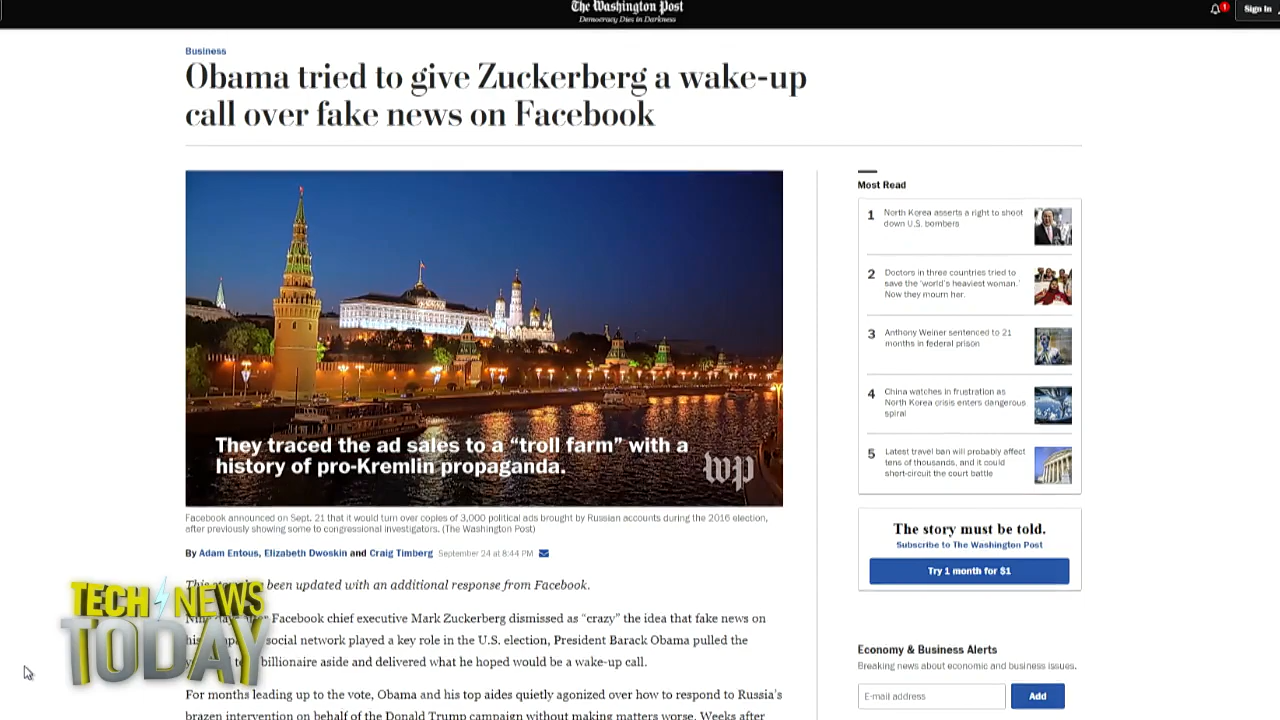 The Washington Post
Democracy Dies in Darkness
1
Sign In
Business
Obama tried to give Zuckerberg a wake-up
call over fake news on Facebook
They traced the ad sales to a “troll farm” with a
history of pro-Kremlin propaganda.
wp
Facebook announced on Sept. 21 that it would turn over copies of 3,000 political ads brought by Russian accounts during the 2016 election,
after previously showing some to congressional investigators. (The Washington Post)
By Adam Entous, Elizabeth Dwoskin and Craig Timberg September 24 at 8:44 PM
This been updated with an additional response from Facebook.
Facebook chief executive Mark Zuckerberg dismissed as “crazy” the idea that fake news on
his social network played a key role in the U.S. election, President Barack Obama pulled the
billionaire aside and delivered what he hoped would be a wake-up call.
For months leading up to the vote, Obama and his top aides quietly agonized over how to respond to Russia’s
brazen intervention on behalf of the Donald Trump campaign without making matters worse. Weeks after
TECH NEWS
TODAY
Most Read
1 North Korea asserts a right to shoot
down U.S. bombers
2 Doctors in three countries tried to
save the ‘world’s heaviest woman.’
Now they mourn her.
3 Anthony Weiner sentenced to 21
months in federal prison
4 China watches in frustration as
North Korea crisis enters dangerous
spiral
5 Latest travel ban will probably affect
tens of thousands, and it could
short-circuit the court battle
The story must be told.
Subscribe to The Washington Post
Try 1 month for $1
Economy & Business Alerts
Breaking news about economic and business issues.
E-mail address
Add